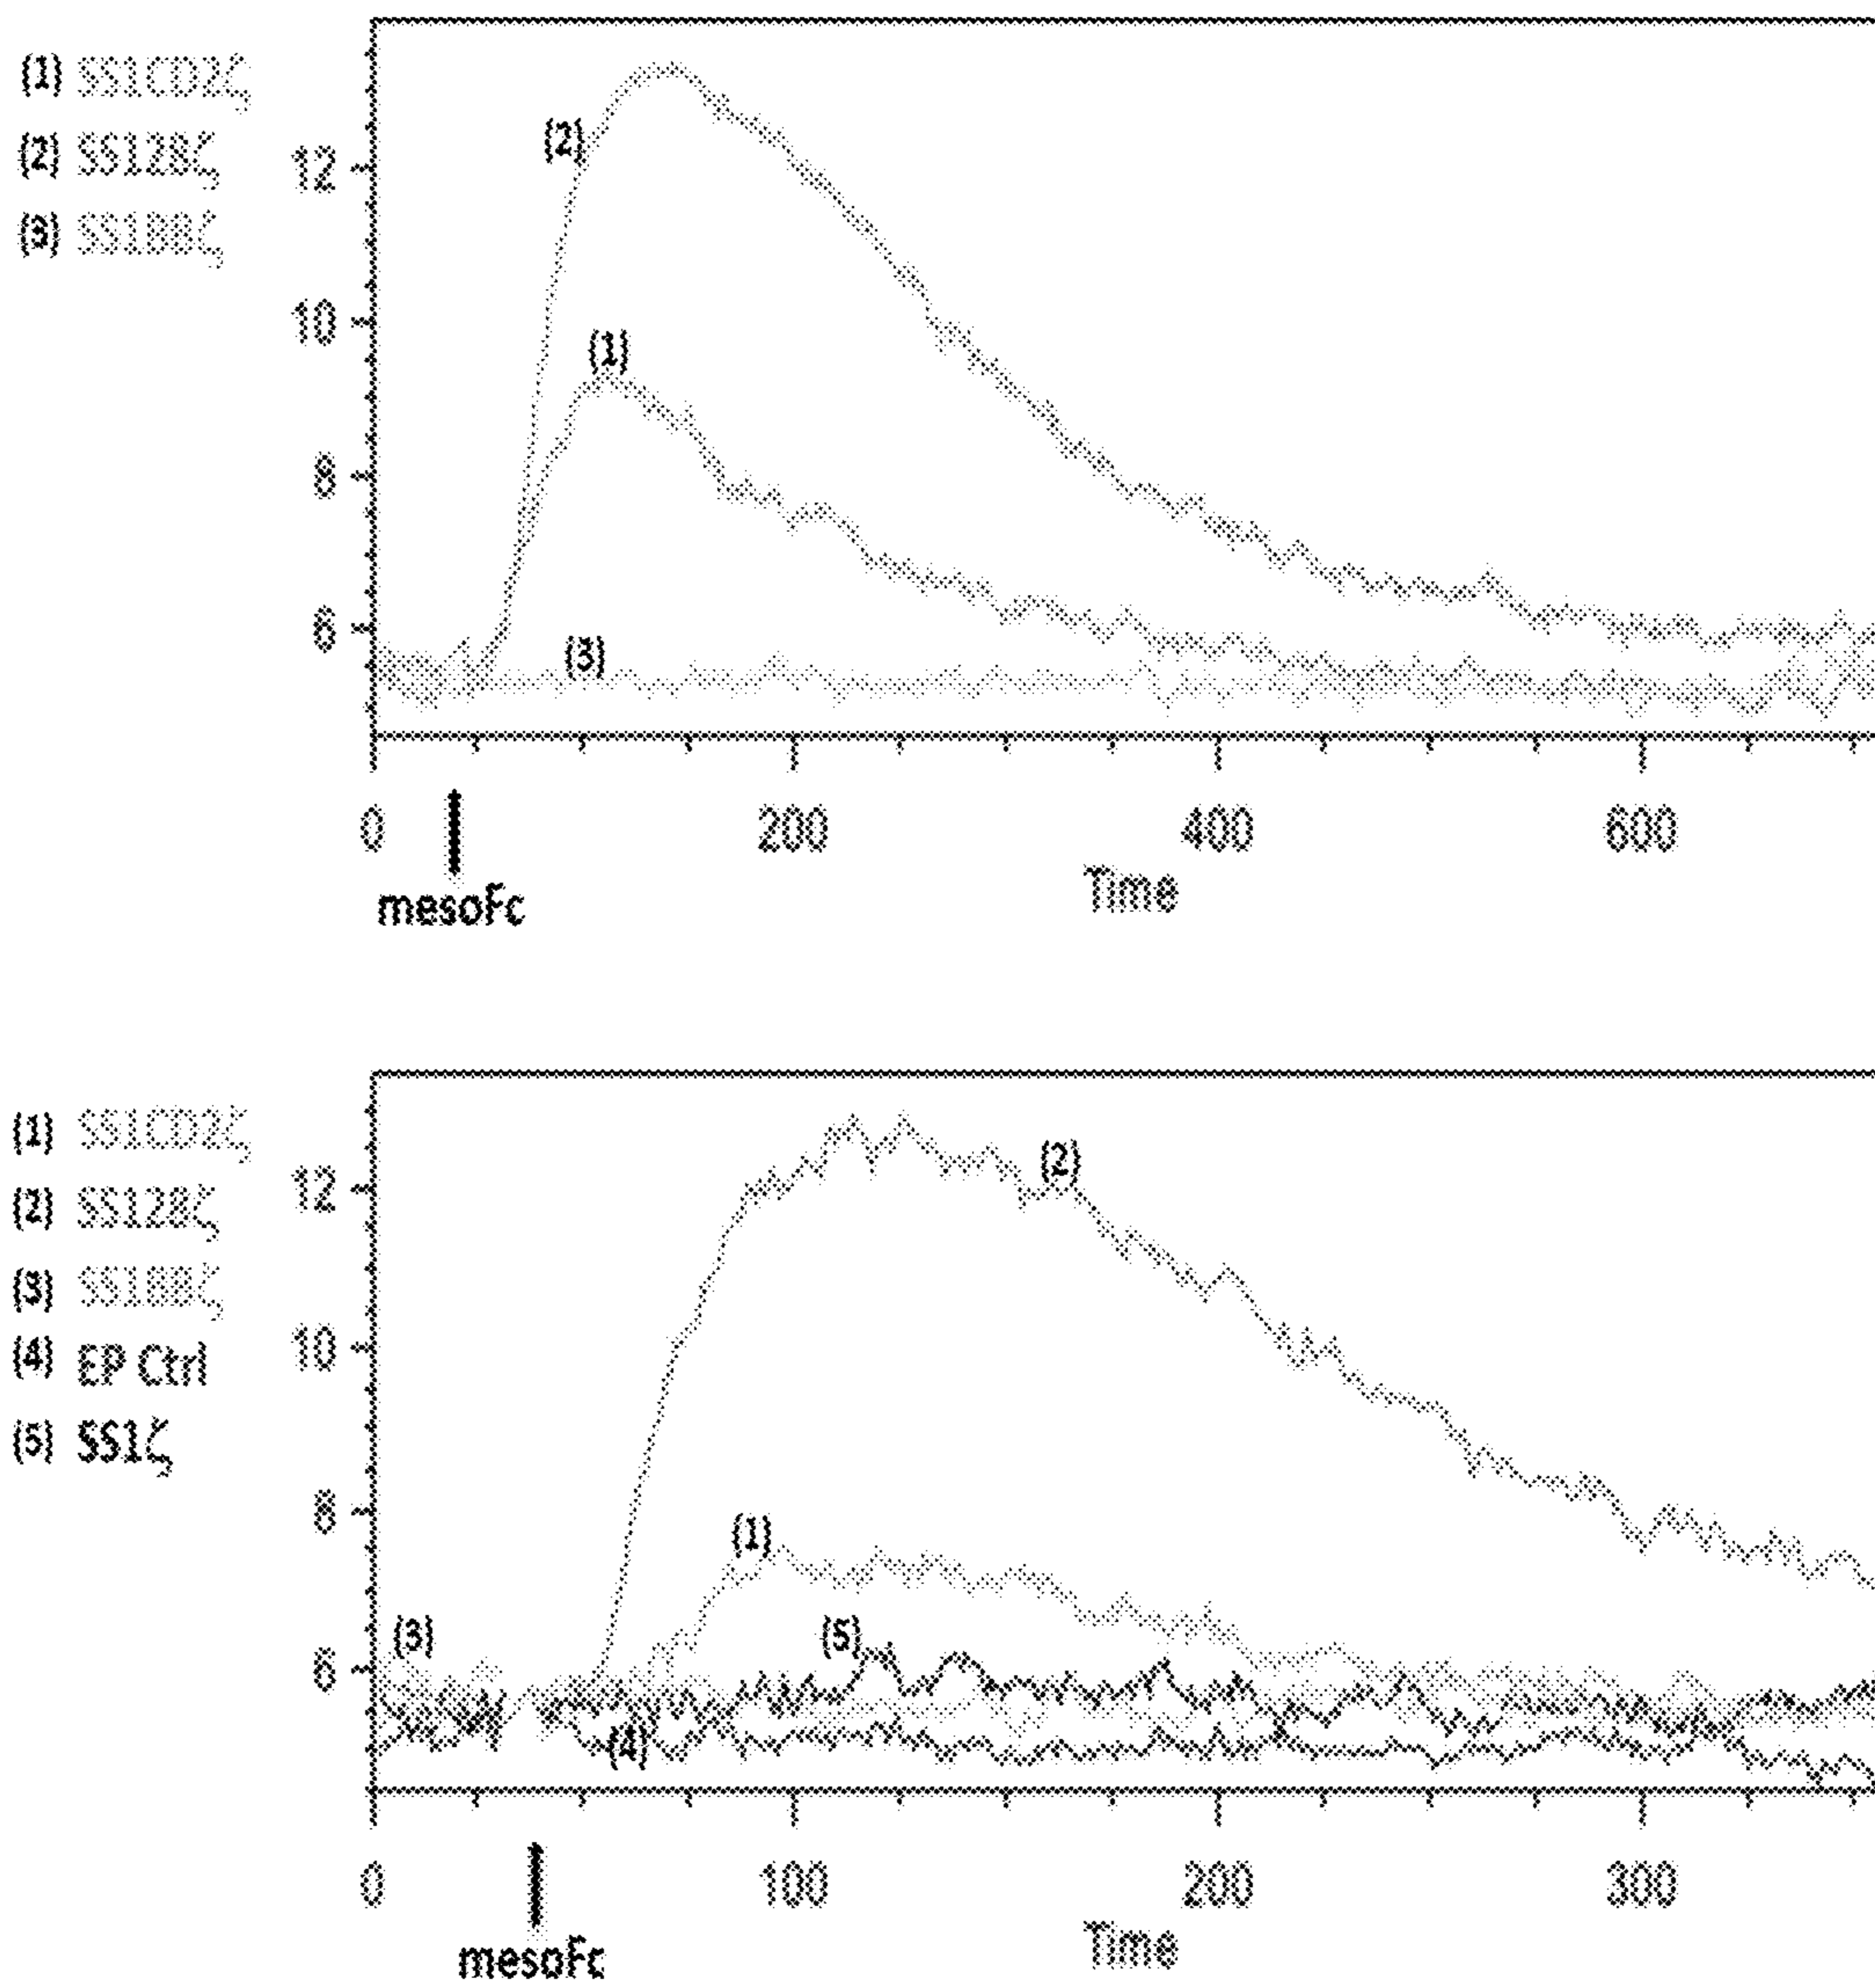 (1) SS1CD2ζ
(2) SS128ζ
(3) SS1BBζ
12
10
8
6
(2)
(1)
(3)
0 200 400 600
mesoFc
Time
(1) SS1CD2ζ
(2) SS128ζ
(3) SS1BBζ
(4) EP Ctrl
(5) SS1ζ
12
10
8
6
(2)
(1)
(3)
(5)
(4)
0 100 200 300
mesoFc
Time